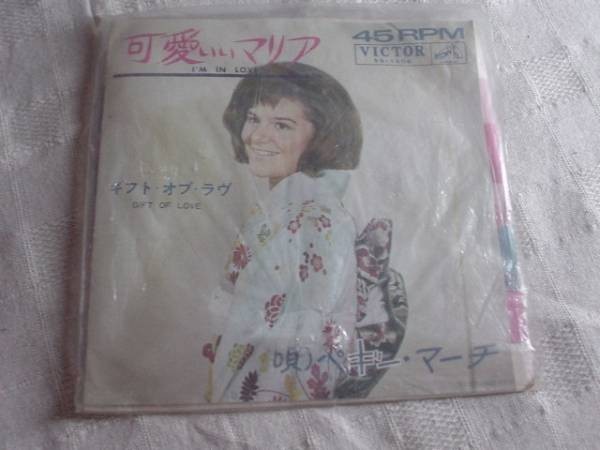 可愛いいマリア
I'M IN LOVE
45 RPM
VICTOR
ギフト・オブ・ラヴ
GIFT OF LOVE
唄)ペギー・マーチ